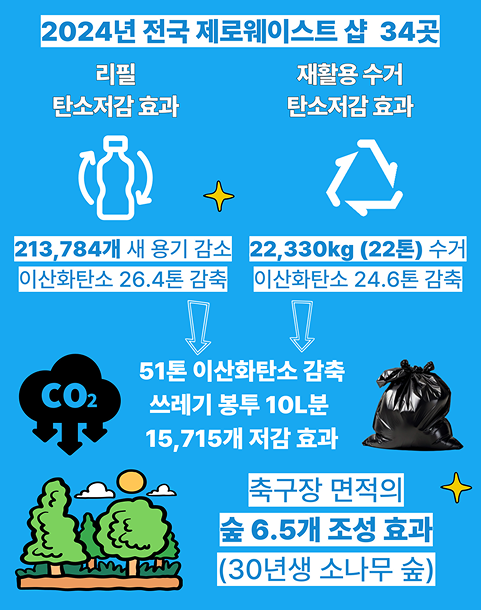 2024년 전국 제로웨이스트 샵 34곳
리필
탄소저감 효과
재활용 수거
탄소저감 효과
213,784개 새 용기 감소
이산화탄소 26.4톤 감축
22,330kg (22톤) 수거
이산화탄소 24.6톤 감축
51톤 이산화탄소 감축
쓰레기 봉투 10L분
15,715개 저감 효과
CO2
축구장 면적의
숲 6.5개 조성 효과
(30년생 소나무 숲)